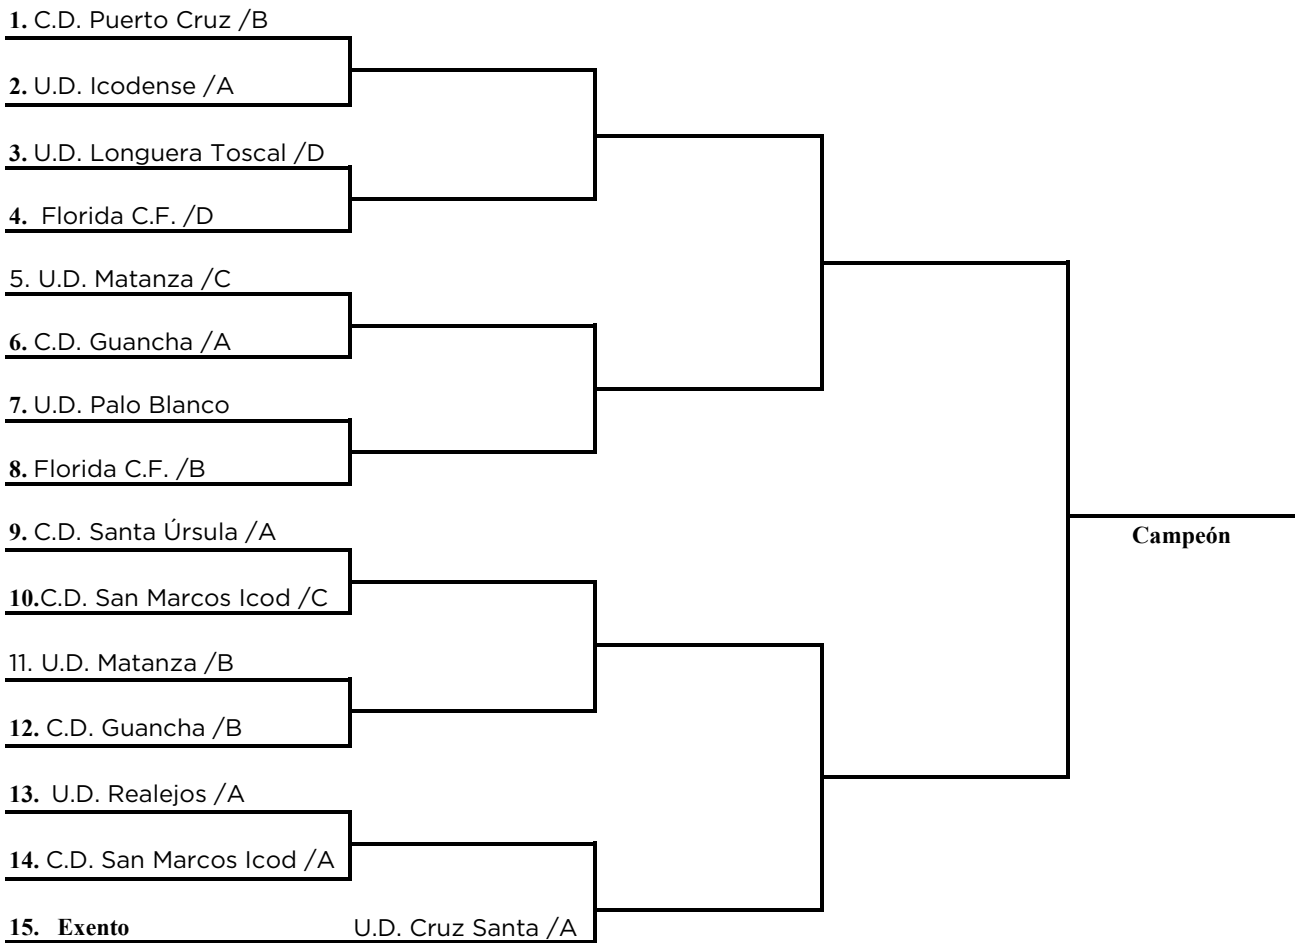 1. C.D. Puerto Cruz /B
2. U.D. Icodense /A
3. U.D. Longuera Toscal /D
4. Florida C.F. /D
5. U.D. Matanza /C
6. C.D. Guancha /A
7. U.D. Palo Blanco
8. Florida C.F. /B
9. C.D. Santa Úrsula /A
Campeón
10.C.D. San Marcos Icod /C
11. U.D. Matanza /B
12. C.D. Guancha /B
13. U.D. Realejos /A
14. C.D. San Marcos Icod /A
15. Exento U.D. Cruz Santa /A